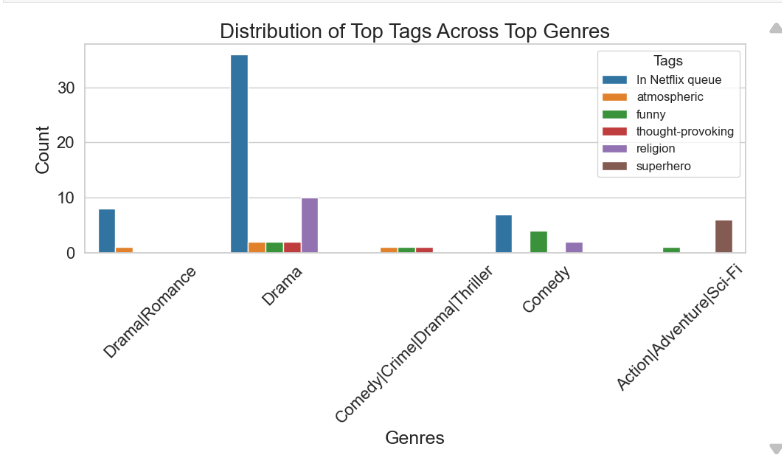 Distribution of Top Tags Across Top Genres
Count
30
20
10
0
Tags
In Netflix queue
atmospheric
funny
thought-provoking
religion
superhero
Drama|Romance
Drama
Comedy|Crime|Drama|Thriller
Comedy
Action|Adventure|Sci-Fi
Genres